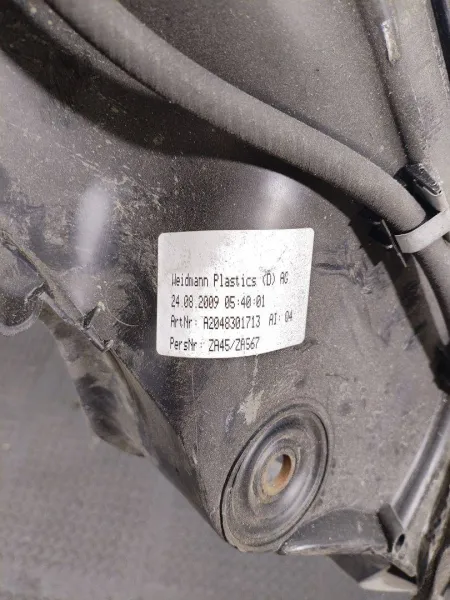 Weidmann Plastics (D) AG
24.08.2009 05:40:01
ArtNr: A2048301713 AI: 04
PersNr: ZA45/ZA567